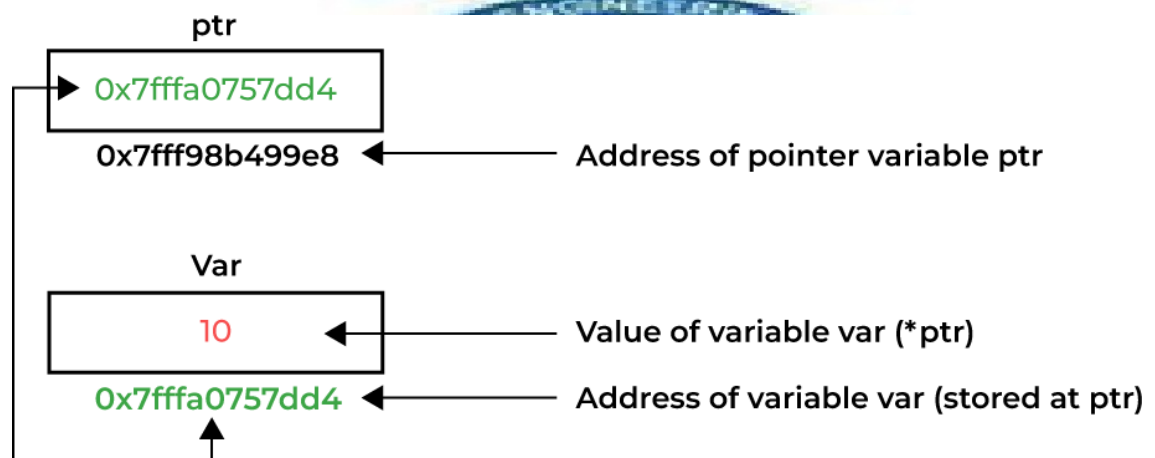 ptr
0x7fffa0757dd4
0x7fff98b499e8
Address of pointer variable ptr
Var
10
Value of variable var (*ptr)
0x7fffa0757dd4
Address of variable var (stored at ptr)